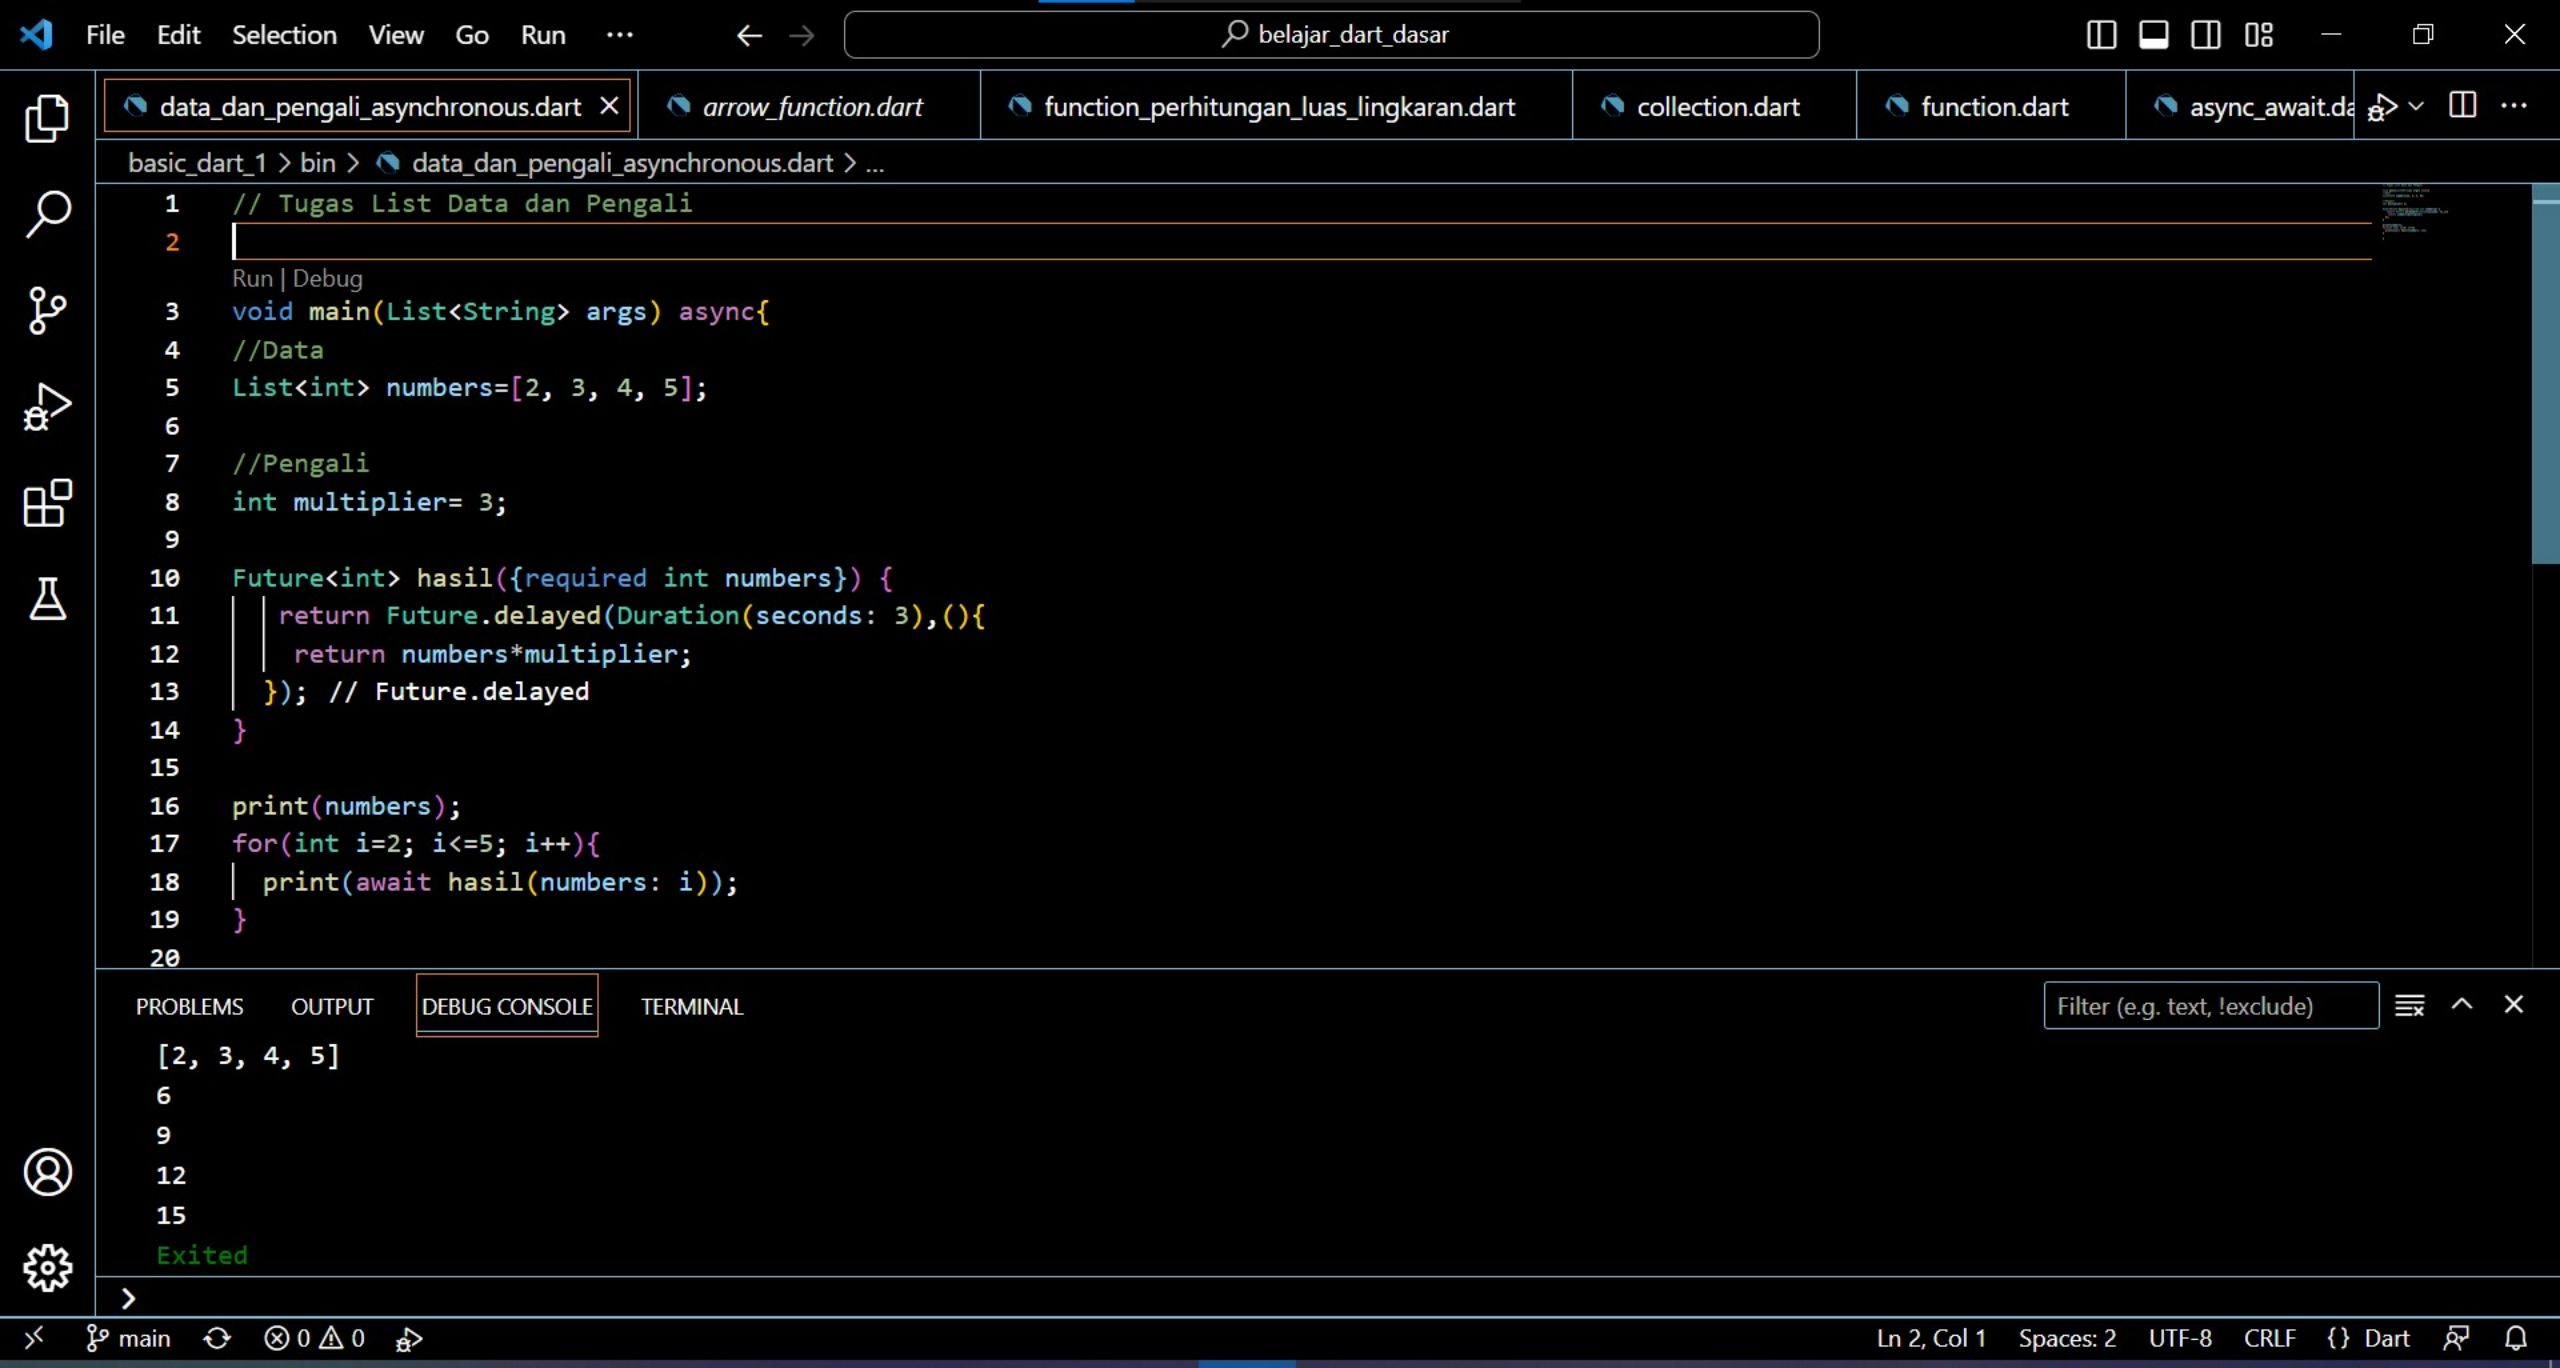 File Edit Selection View Go Run ··· belajar_dart_dasar
data_dan_pengali_asynchronous.dart arrow_function.dart function_perhitungan_luas_lingkaran.dart collection.dart function.dart async_await.da
basic_dart_1 > bin > data_dan_pengali_asynchronous.dart > ...
1 // Tugas List Data dan Pengali
2
Run | Debug
3 void main(List<String> args) async{
4 //Data
5 List<int> numbers=[2, 3, 4, 5];
6
7 //Pengali
8 int multiplier= 3;
9
10 Future<int> hasil({required int numbers}) {
11 return Future.delayed(Duration(seconds: 3),(){
12 return numbers*multiplier;
13 }); // Future.delayed
14 }
15
16 print(numbers);
17 for(int i=2; i<=5; i++){
18 print(await hasil(numbers: i));
19 }
20
PROBLEMS OUTPUT DEBUG CONSOLE TERMINAL Filter (e.g. text, !exclude)
[2, 3, 4, 5]
6
9
12
15
Exited
>
main 0 0 Ln 2, Col 1 Spaces: 2 UTF-8 CRLF {} Dart